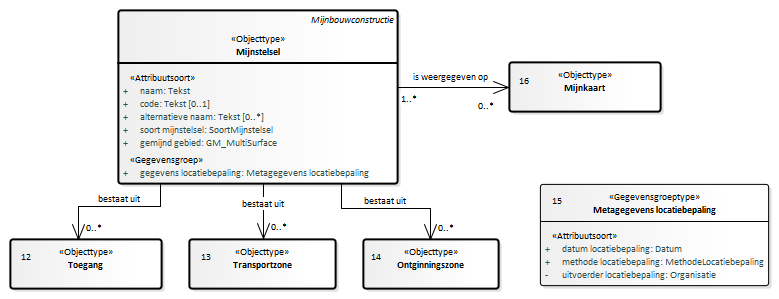 Mijnbouwconstructie
«Objecttype»
Mijnstelsel
«Attribuutsoort»
+ naam: Tekst
+ code: Tekst [0..1]
+ alternatieve naam: Tekst [0..*]
+ soort mijnstelsel: SoortMijnstelsel
+ gemijnd gebied: GM_MultiSurface
«Gegevensgroep»
+ gegevens locatiebepaling: Metagegevens locatiebepaling
is weergegeven op
1..*
0..*
16
«Objecttype»
Mijnkaart
bestaat uit
0..*
bestaat uit
0..*
bestaat uit
0..*
12
«Objecttype»
Toegang
13
«Objecttype»
Transportzone
14
«Objecttype»
Ontginningszone
15
«Gegevensgroeptype»
Metagegevens locatiebepaling
«Attribuutsoort»
+ datum locatiebepaling: Datum
+ methode locatiebepaling: MethodeLocatiebepaling
- uitvoerder locatiebepaling: Organisatie